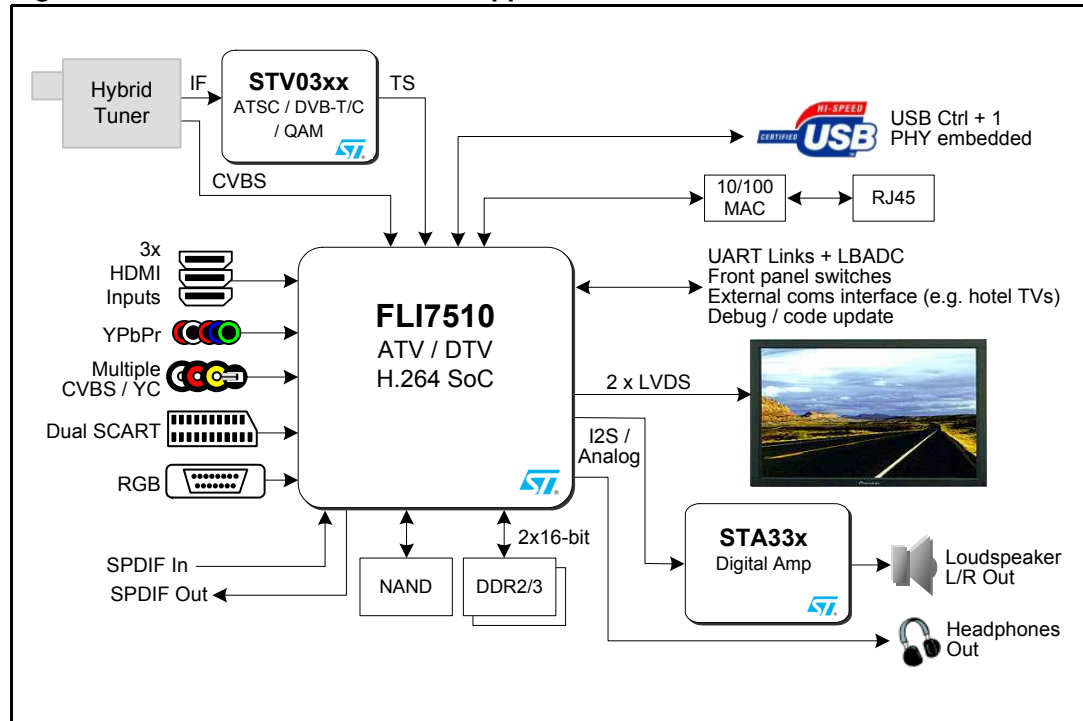 Hybrid
Tuner
IF
STV03xx
ATSC / DVB-T/C
/ QAM
TS
CVBS
HI-SPEED
CERTIFIED
USB
USB Ctrl + 1
PHY embedded
10/100
MAC
RJ45
3x
HDMI
Inputs
YPbPr
Multiple
CVBS / YC
Dual SCART
RGB
SPDIF In
SPDIF Out
FLI7510
ATV / DTV
H.264 SoC
UART Links + LBADC
Front panel switches
External coms interface (e.g. hotel TVs)
Debug / code update
2 x LVDS
I2S /
Analog
2x16-bit
NAND
DDR2/3
STA33x
Digital Amp
Loudspeaker
L/R Out
Headphones
Out